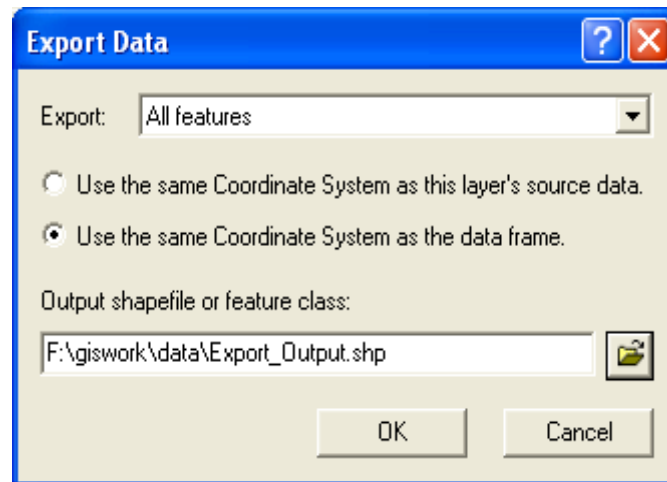 Export Data
Export: All features
Use the same Coordinate System as this layer's source data.
Use the same Coordinate System as the data frame.
Output shapefile or feature class:
F:\giswork\data\Export_Output.shp
OK Cancel